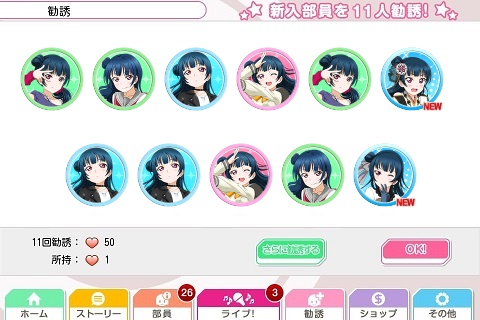 勧誘
新入部員を11人勧誘!
NEW
NEW
11回勧誘: 50
所持: 1
さらに勧誘する
OK!
26
3
ホーム
ストーリー
部員
ライブ!
勧誘
ショップ
その他